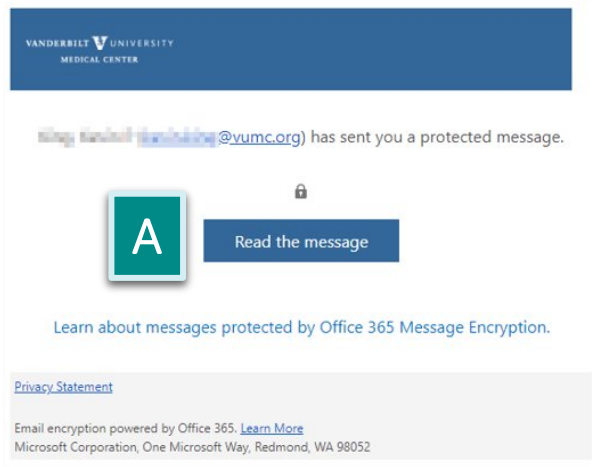 VANDERBILT V UNIVERSITY
MEDICAL CENTER
@vumc.org) has sent you a protected message.
A
Read the message
Learn about messages protected by Office 365 Message Encryption.
Privacy Statement
Email encryption powered by Office 365. Learn More
Microsoft Corporation, One Microsoft Way, Redmond, WA 98052